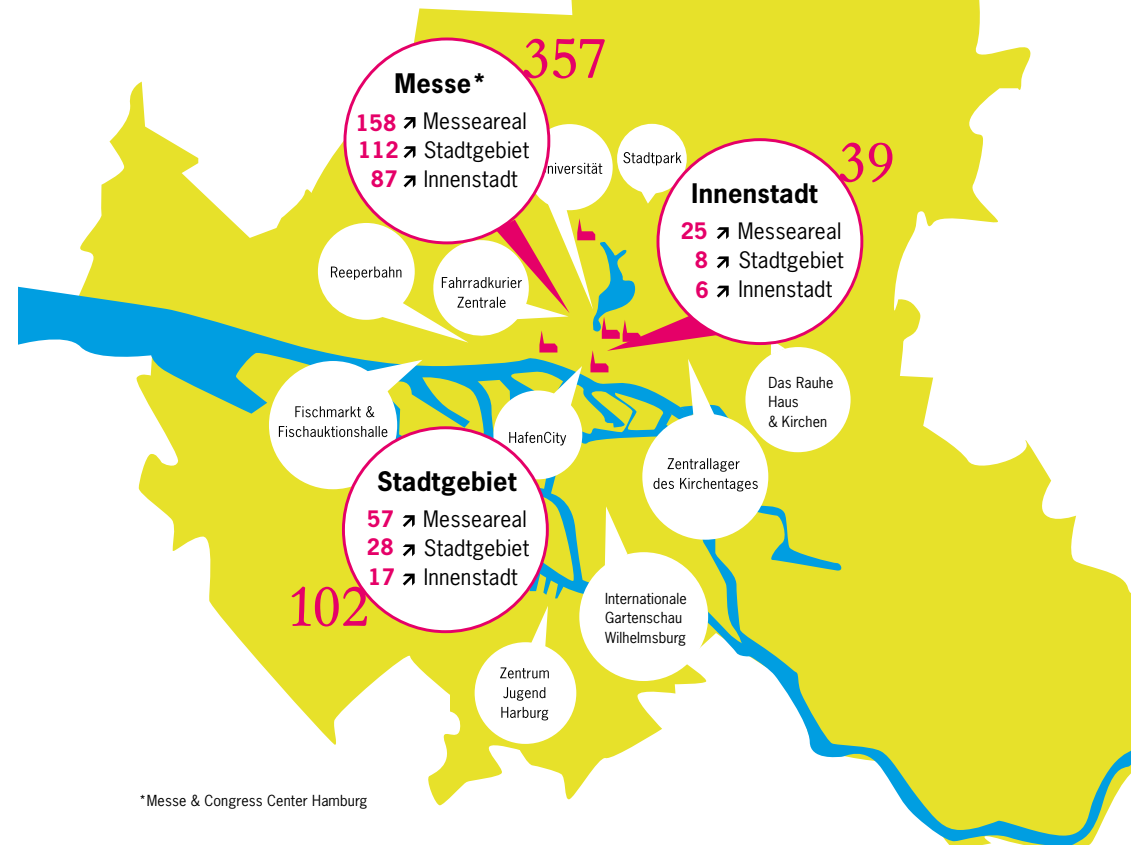 357
Messe*
158 ↗ Messeareal
112 ↗ Stadtgebiet
87 ↗ Innenstadt
niversität
Stadtpark
39
Innenstadt
25 ↗ Messeareal
8 ↗ Stadtgebiet
6 ↗ Innenstadt
Reeperbahn
Fahrradkurier
Zentrale
Das Rauhe
Haus
& Kirchen
Fischmarkt &
Fischauktionshalle
HafenCity
Zentrallager
des Kirchentages
Stadtgebiet
57 ↗ Messeareal
28 ↗ Stadtgebiet
17 ↗ Innenstadt
102
Internationale
Gartenschau
Wilhelmsburg
Zentrum
Jugend
Harburg
*Messe & Congress Center Hamburg